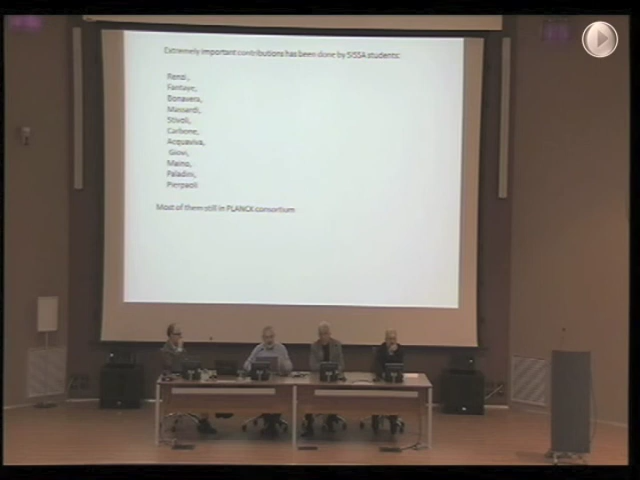 Extremely important contributions has been done by SISSA students:
Renzi,
Fantaye,
Bonavera,
Massardi,
Stivoli,
Carbone,
Acquaviva,
Giovi,
Maino,
Paladini,
Pierpaoli
Most of them still in PLANCK consortium